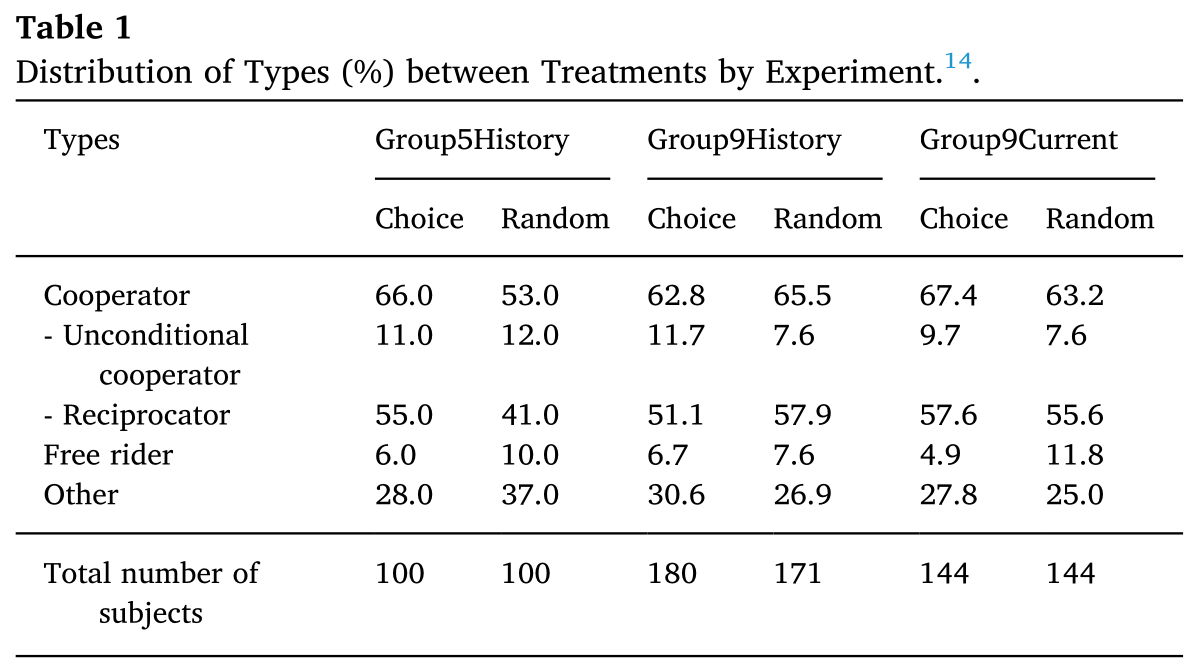 Table 1
Distribution of Types (%) between Treatments by Experiment.14.
Types Group5History Group9History Group9Current
Choice Random Choice Random Choice Random
Cooperator 66.0 53.0 62.8 65.5 67.4 63.2
- Unconditional 11.0 12.0 11.7 7.6 9.7 7.6
cooperator
- Reciprocator 55.0 41.0 51.1 57.9 57.6 55.6
Free rider 6.0 10.0 6.7 7.6 4.9 11.8
Other 28.0 37.0 30.6 26.9 27.8 25.0
Total number of 100 100 180 171 144 144
subjects